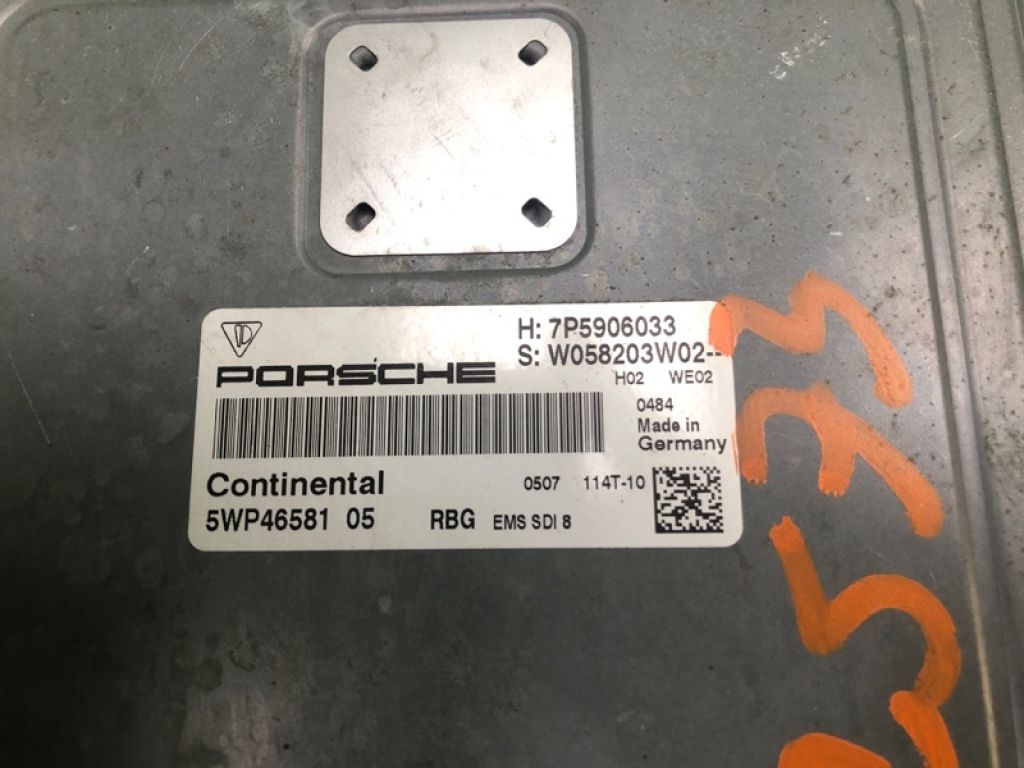 H: 7P5906033
S: W058203W02--
H02 WE02
PORSCHE
0484
Made in
Germany
Continental
0507 114T-10
5WP46581 05 RBG EMS SDI 8